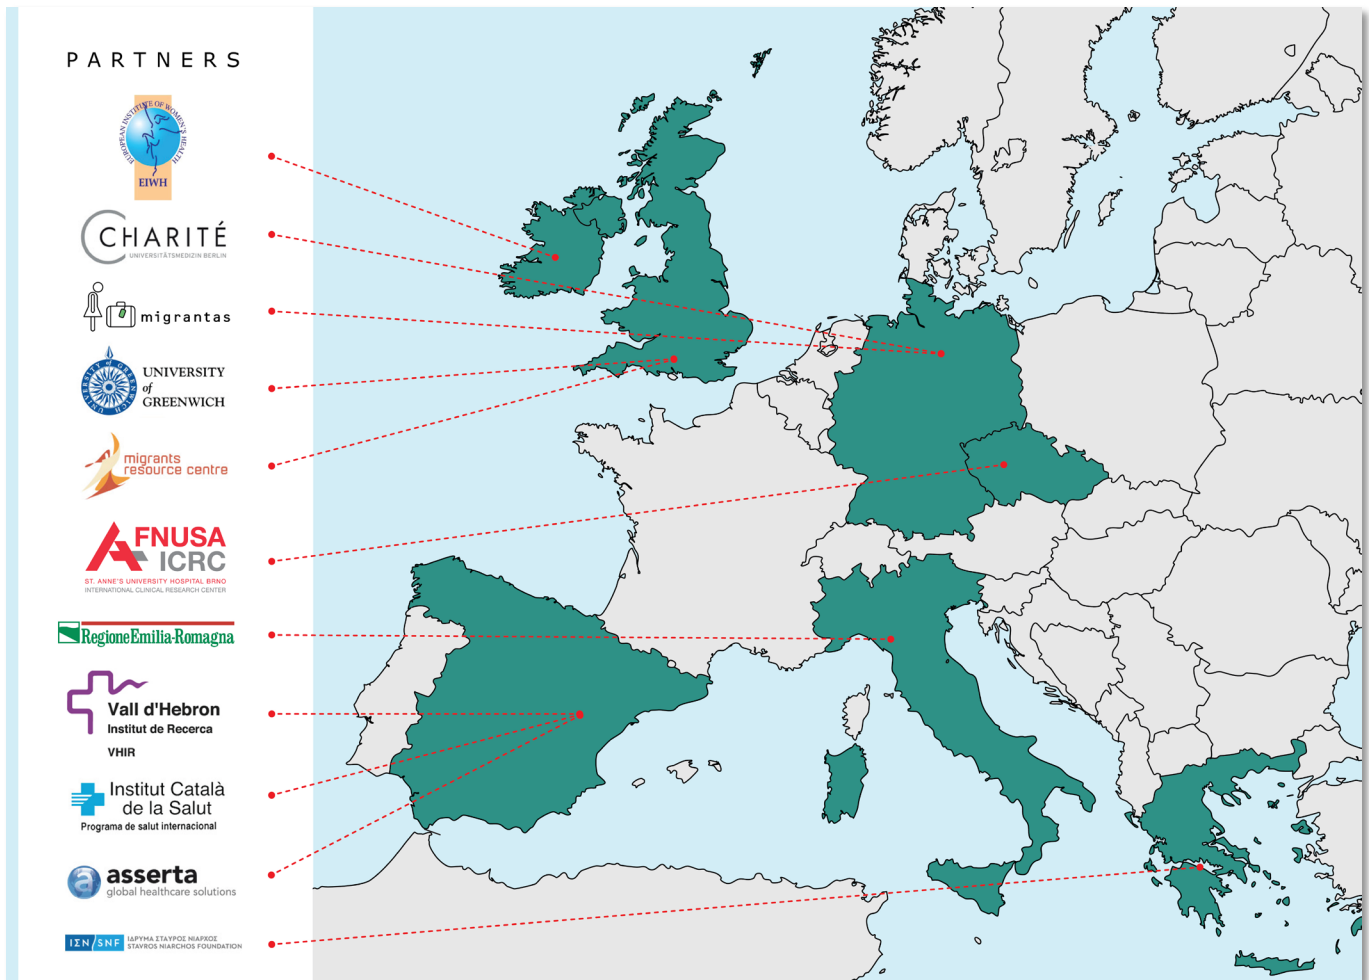 PARTNERS
EUROPEAN INSTITUTE OF WOMEN'S HEALTH
EIWH
CHARITÉ
UNIVERSITÄTSMEDIZIN BERLIN
migrantas
UNIVERSITY of GREENWICH
UNIVERSITY
of
GREENWICH
migrants
resource centre
FNUSA
ICRC
ST. ANNE'S UNIVERSITY HOSPITAL BRNO
INTERNATIONAL CLINICAL RESEARCH CENTER
RegioneEmilia-Romagna
Vall d'Hebron
Institut de Recerca
VHIR
Institut Català
de la Salut
Programa de salut internacional
a
asserta
global healthcare solutions
ΙΣΝ/SNF
ΙΔΡΥΜΑ ΣΤΑΥΡΟΣ ΝΙΑΡΧΟΣ
STAVROS NIARCHOS FOUNDATION